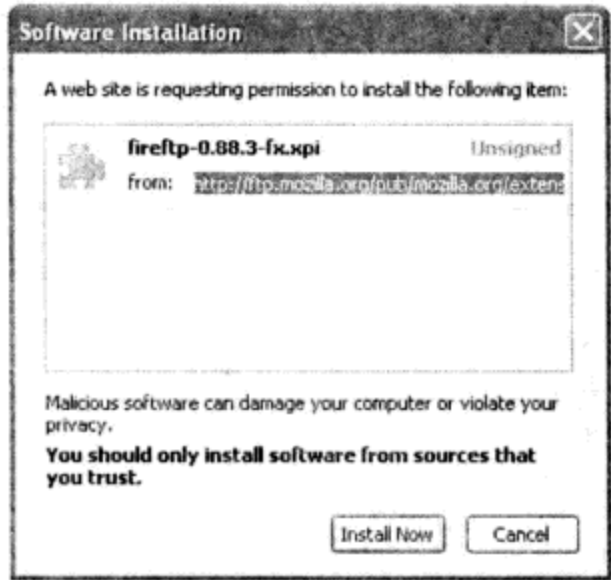 Software Installation
A web site is requesting permission to install the following item:
fireftp-0.88.3-fx.xpi Unsigned
from: http://ftp.mozilla.org/pub/mozilla.org/extens
Malicious software can damage your computer or violate your
privacy.
You should only install software from sources that
you trust.
Install Now Cancel